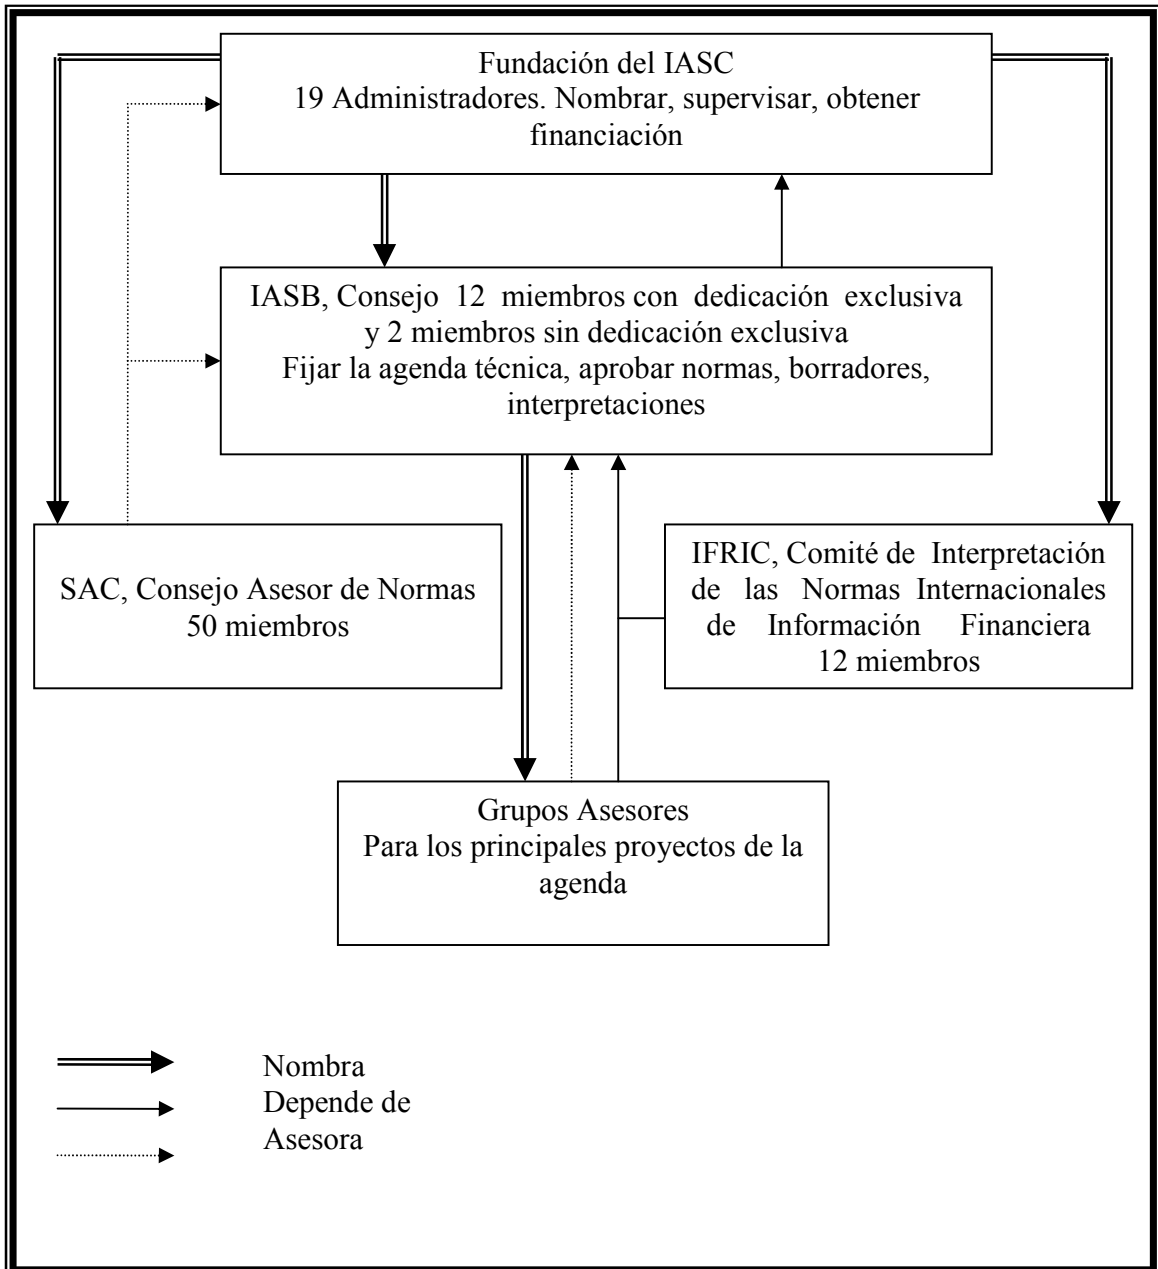 Fundación del IASC
19 Administradores. Nombrar, supervisar, obtener
financiación
IASB, Consejo 12 miembros con dedicación exclusiva
y 2 miembros sin dedicación exclusiva
Fijar la agenda técnica, aprobar normas, borradores,
interpretaciones
SAC, Consejo Asesor de Normas
50 miembros
IFRIC, Comité de Interpretación
de las Normas Internacionales
de Información Financiera
12 miembros
Grupos Asesores
Para los principales proyectos de la
agenda
Nombra
Depende de
Asesora